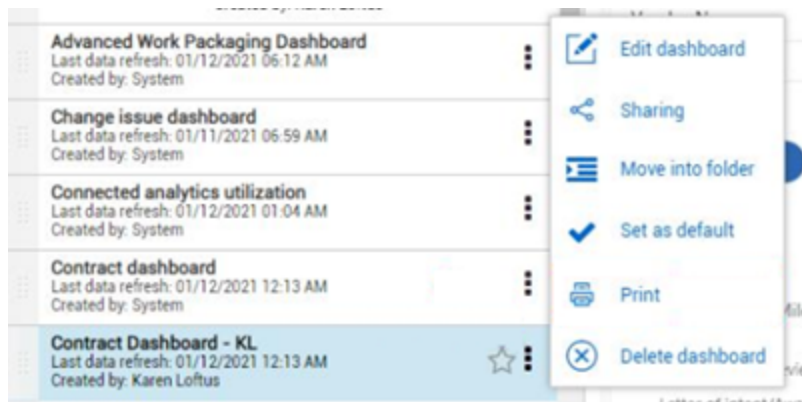 Created by: Karen Loftus
Advanced Work Packaging Dashboard
Last data refresh: 01/12/2021 06:12 AM
Created by: System
Change issue dashboard
Last data refresh: 01/11/2021 06:59 AM
Created by: System
Connected analytics utilization
Last data refresh: 01/12/2021 01:04 AM
Created by: System
Contract dashboard
Last data refresh: 01/12/2021 12:13 AM
Created by: System
Contract Dashboard - KL
Last data refresh: 01/12/2021 12:13 AM
Created by: Karen Loftus
Edit dashboard
Sharing
Move into folder
Set as default
Print
Delete dashboard